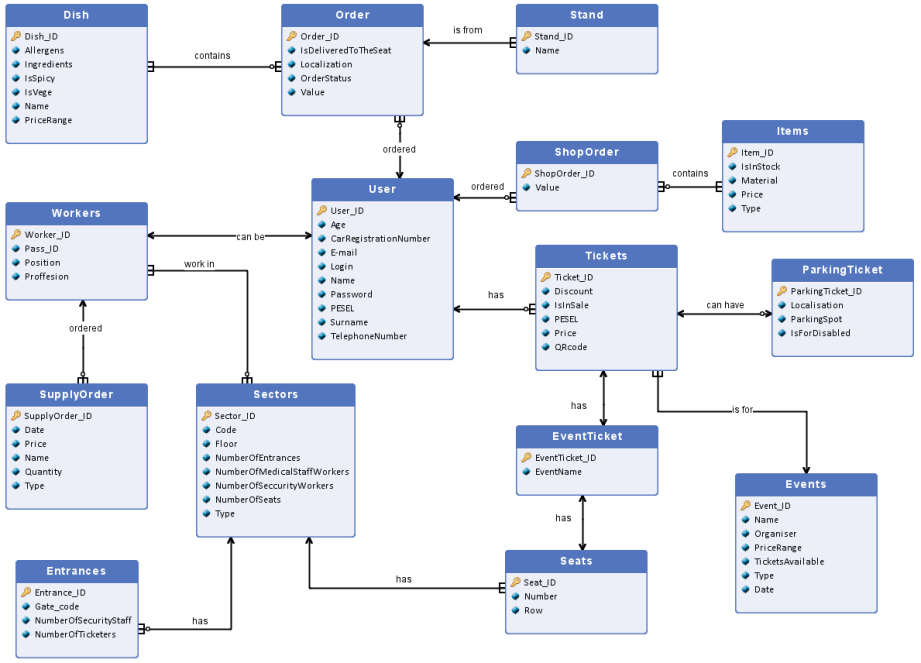 Dish
Dish_ID
Allergens
Ingredients
IsSpicy
IsVege
Name
PriceRange
contains
Order
Order_ID
IsDeliveredToTheSeat
Localization
OrderStatus
Value
is from
Stand
Stand_ID
Name
ordered
ShopOrder
ShopOrder_ID
Value
contains
Items
Item_ID
IsInStock
Material
Price
Type
ordered
User
User_ID
Age
CarRegistrationNumber
E-mail
Login
Name
Password
PESEL
Surname
TelephoneNumber
Workers
Worker_ID
Pass_ID
Position
Proffesion
can be
work in
ordered
has
Tickets
Ticket_ID
Discount
IsInSale
PESEL
Price
QRcode
can have
ParkingTicket
ParkingTicket_ID
Localisation
ParkingSpot
IsForDisabled
SupplyOrder
SupplyOrder_ID
Date
Price
Name
Quantity
Type
Sectors
Sector_ID
Code
Floor
NumberOfEntrances
NumberOfMedicalStaffWorkers
NumberOfSeccurityWorkers
NumberOfSeats
Type
has
is for
EventTicket
EventTicket_ID
EventName
has
Events
Event_ID
Name
Organiser
PriceRange
TicketsAvailable
Type
Date
Entrances
Entrance_ID
Gate_code
NumberOfSecurityStaff
NumberOfTicketers
has
has
Seats
Seat_ID
Number
Row